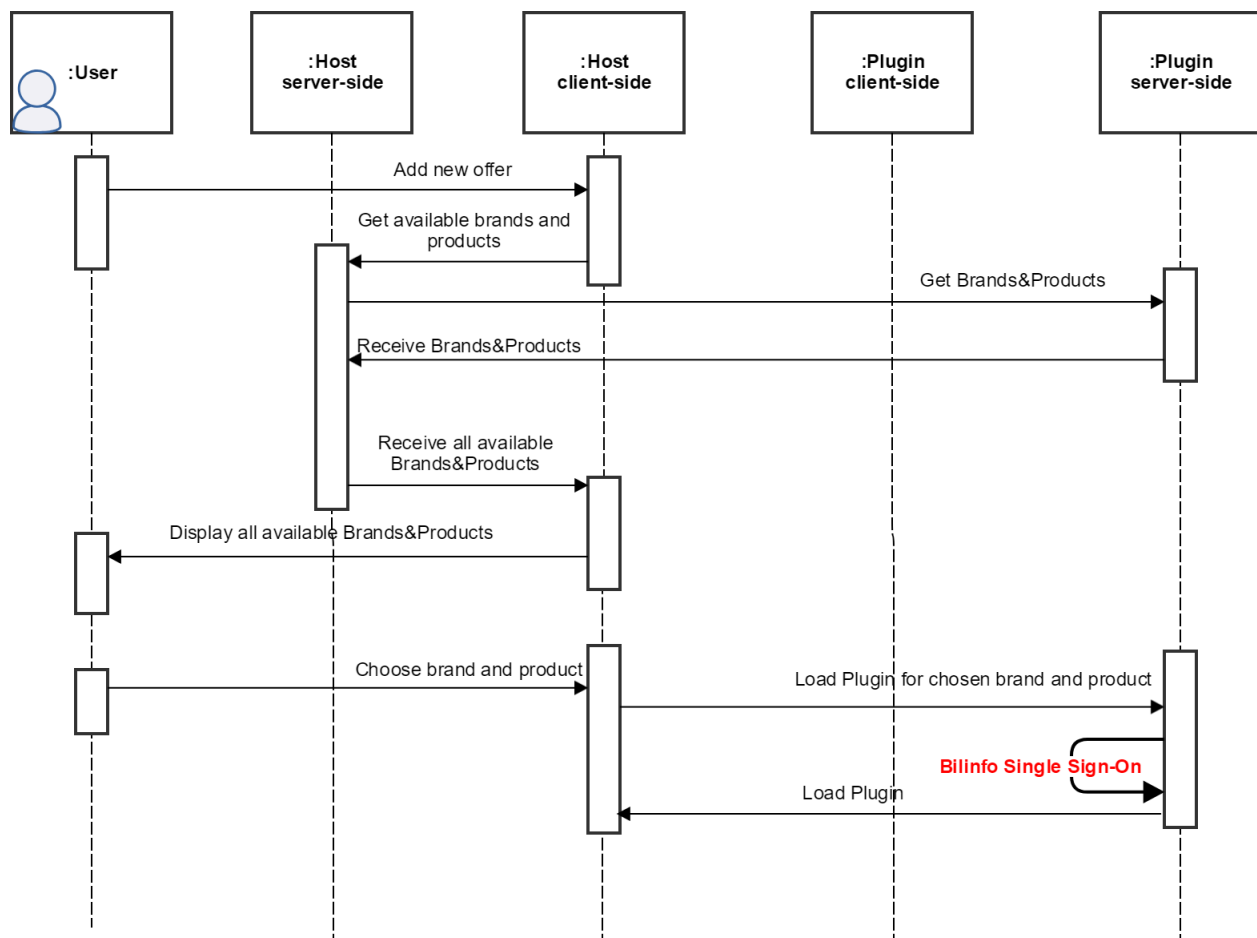 :User
:Host
server-side
:Host
client-side
:Plugin
client-side
:Plugin
server-side
Add new offer
Get available brands and
products
Get Brands&Products
Receive Brands&Products
Receive all available
Brands&Products
Display all available Brands&Products
Choose brand and product
Load Plugin for chosen brand and product
Bilinfo Single Sign-On
Load Plugin